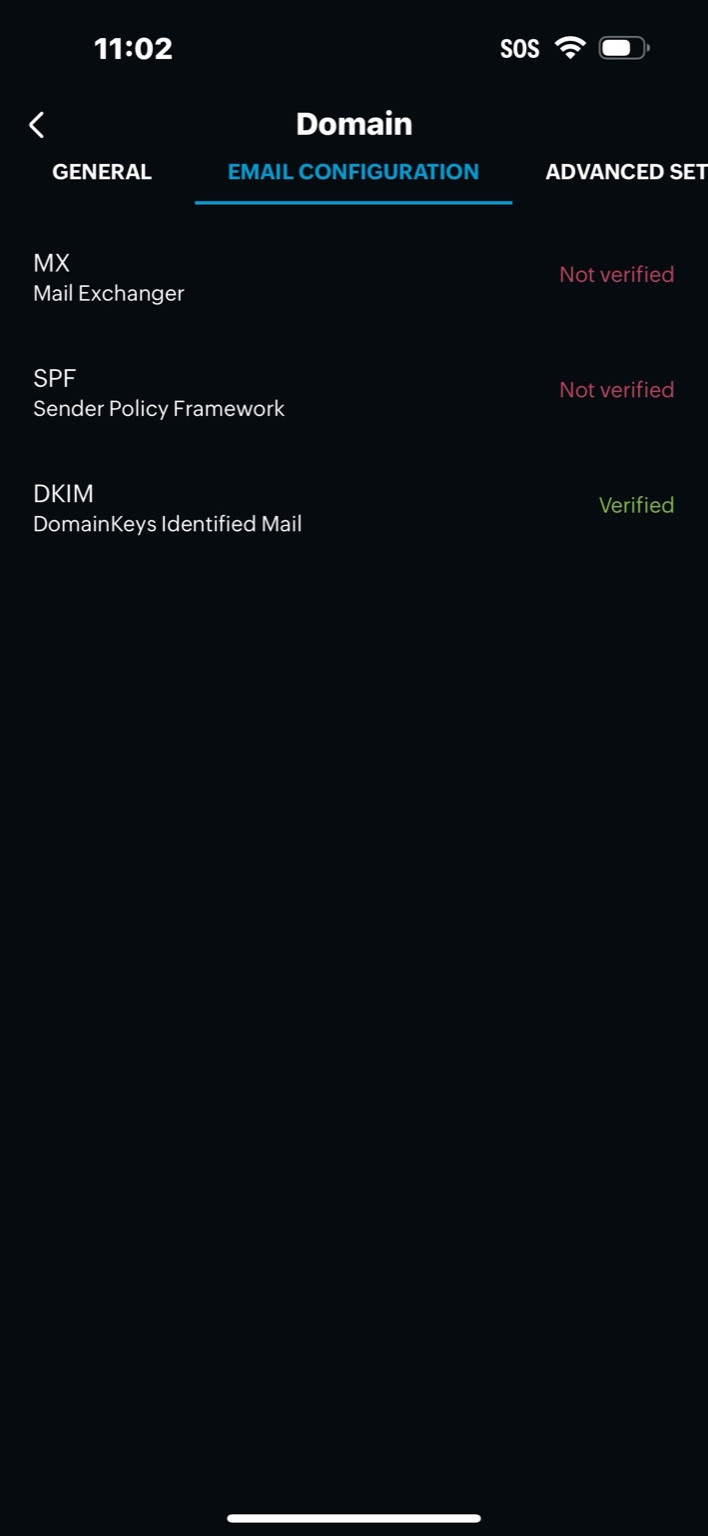 11:02 SOS
Domain
GENERAL EMAIL CONFIGURATION ADVANCED SET
MX
Mail Exchanger
Not verified
SPF
Sender Policy Framework
Not verified
DKIM
DomainKeys Identified Mail
Verified